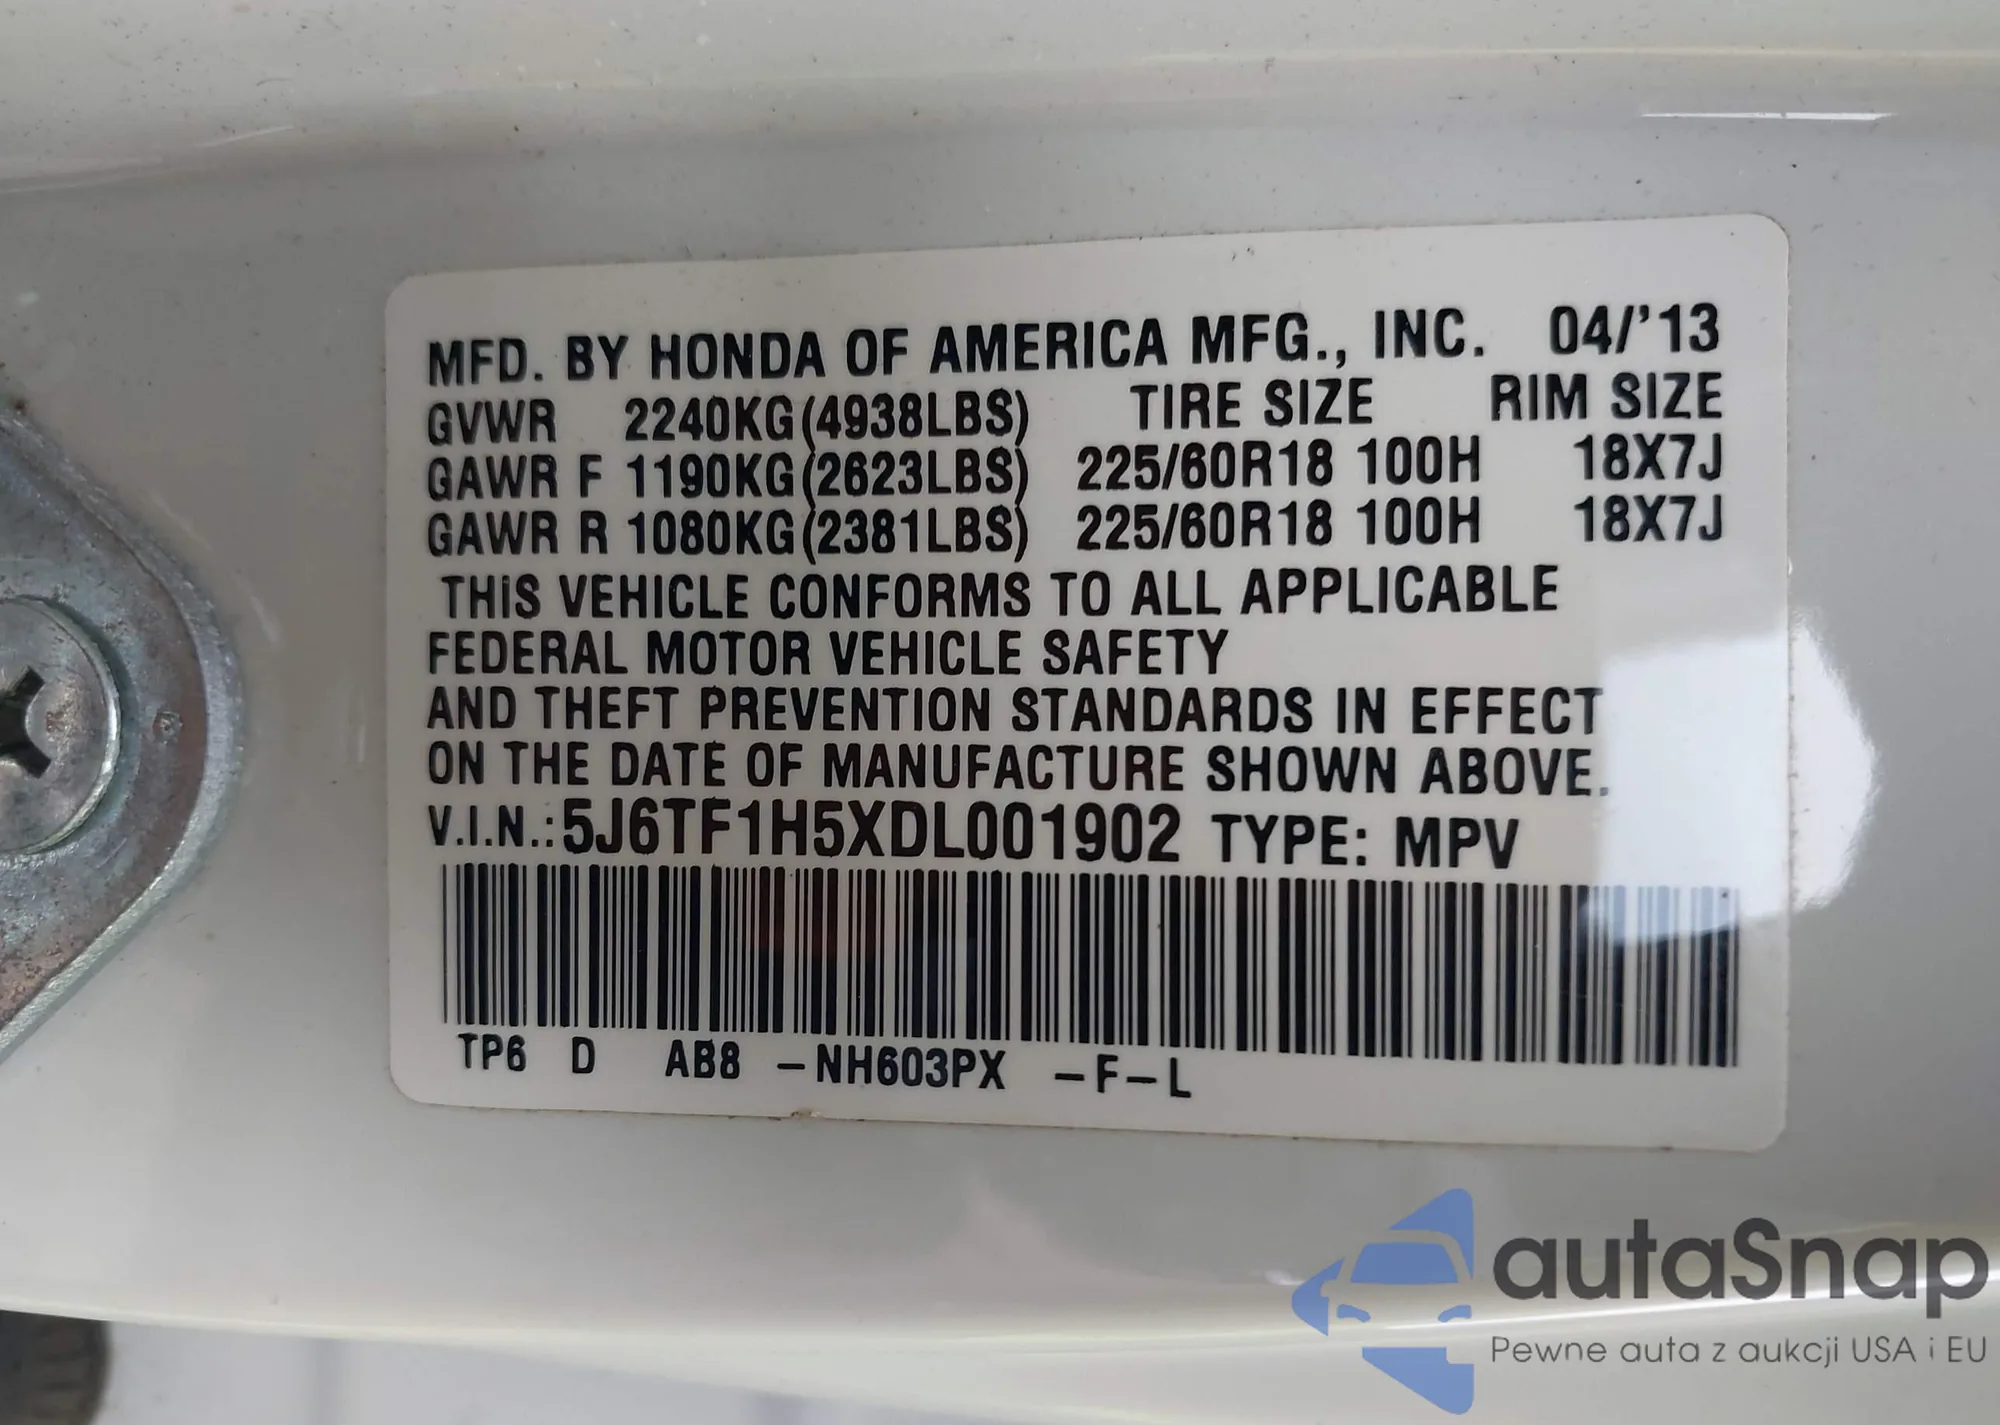 MFD. BY HONDA OF AMERICA MFG., INC. 04/'13
GVWR 2240KG(4938LBS) TIRE SIZE RIM SIZE
GAWR F 1190KG(2623LBS) 225/60R18 100H 18X7J
GAWR R 1080KG(2381LBS) 225/60R18 100H 18X7J
THIS VEHICLE CONFORMS TO ALL APPLICABLE
FEDERAL MOTOR VEHICLE SAFETY
AND THEFT PREVENTION STANDARDS IN EFFECT
ON THE DATE OF MANUFACTURE SHOWN ABOVE.
V.I.N.: 5J6TF1H5XDL001902 TYPE: MPV
TP6 D AB8 -NH603PX -F-L
autaSnap
Pewne auta z aukcji USA i EU